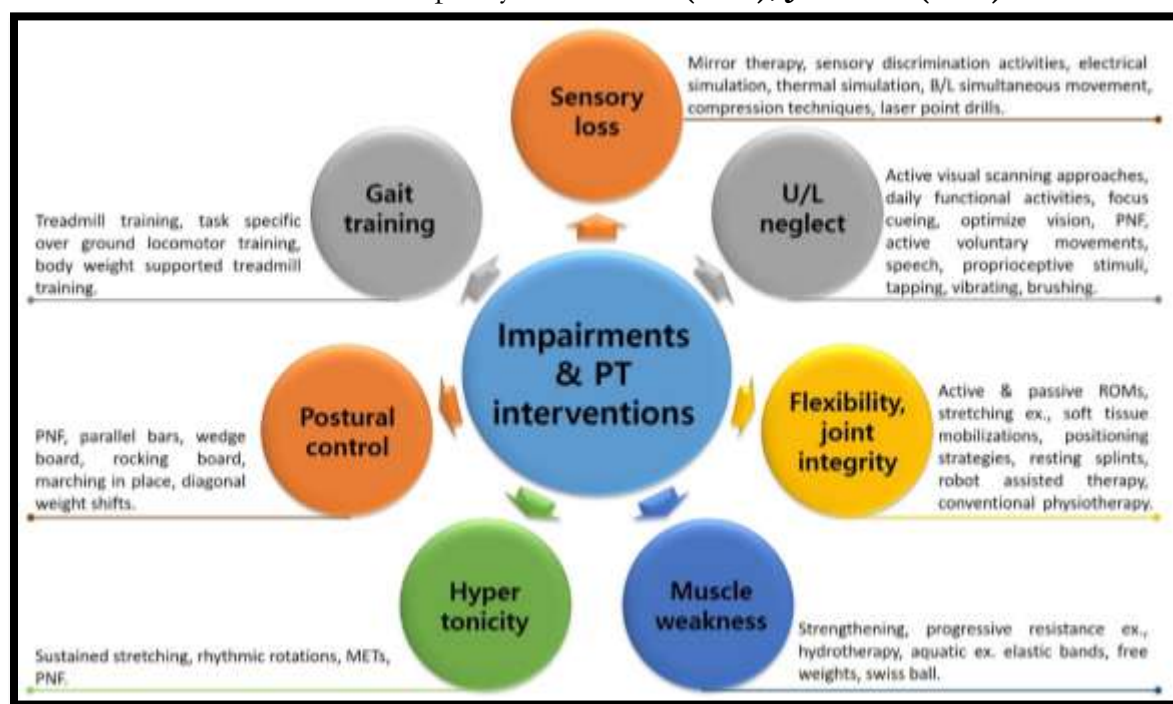 Sensory
loss
Mirror therapy, sensory discrimination activities, electrical
simulation, thermal simulation, B/L simultaneous movement,
compression techniques, laser point drills.
U/L
neglect
Active visual scanning approaches,
daily functional activities, focus
cueing, optimize vision, PNF,
active voluntary movements,
speech, proprioceptive stimuli,
tapping, vibrating, brushing.
Flexibility,
joint
integrity
Active & passive ROMs,
stretching ex., soft tissue
mobilizations, positioning
strategies, resting splints,
robot assisted therapy,
conventional physiotherapy.
Muscle
weakness
Strengthening, progressive resistance ex.,
hydrotherapy, aquatic ex. elastic bands, free
weights, swiss ball.
Hyper
tonicity
Sustained stretching, rhythmic rotations, METs,
PNF.
Postural
control
PNF, parallel bars, wedge
board, rocking board,
marching in place, diagonal
weight shifts.
Gait
training
Treadmill training, task specific
over ground locomotor training,
body weight supported treadmill
training.
Impairments
& PT
interventions